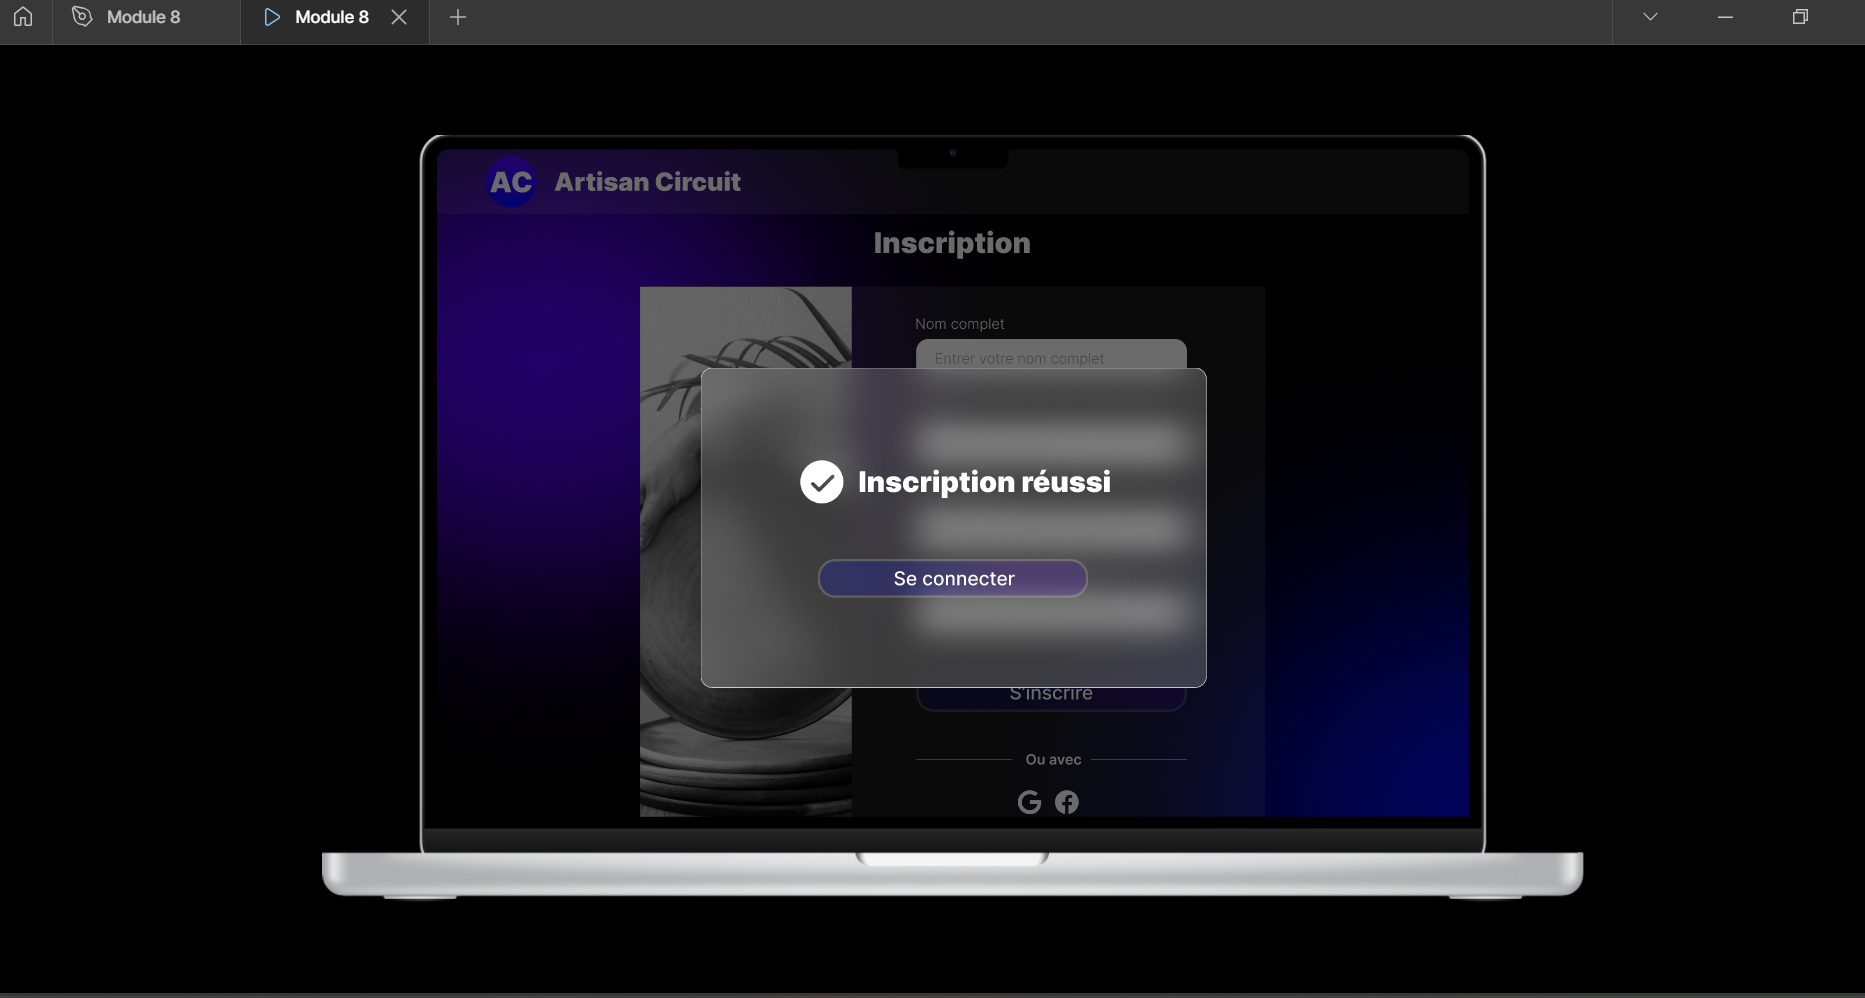 Module 8
Module 8
AC
Artisan Circuit
Inscription
Nom complet
Entrer votre nom complet
Inscription réussi
Se connecter
S'inscrire
Ou avec